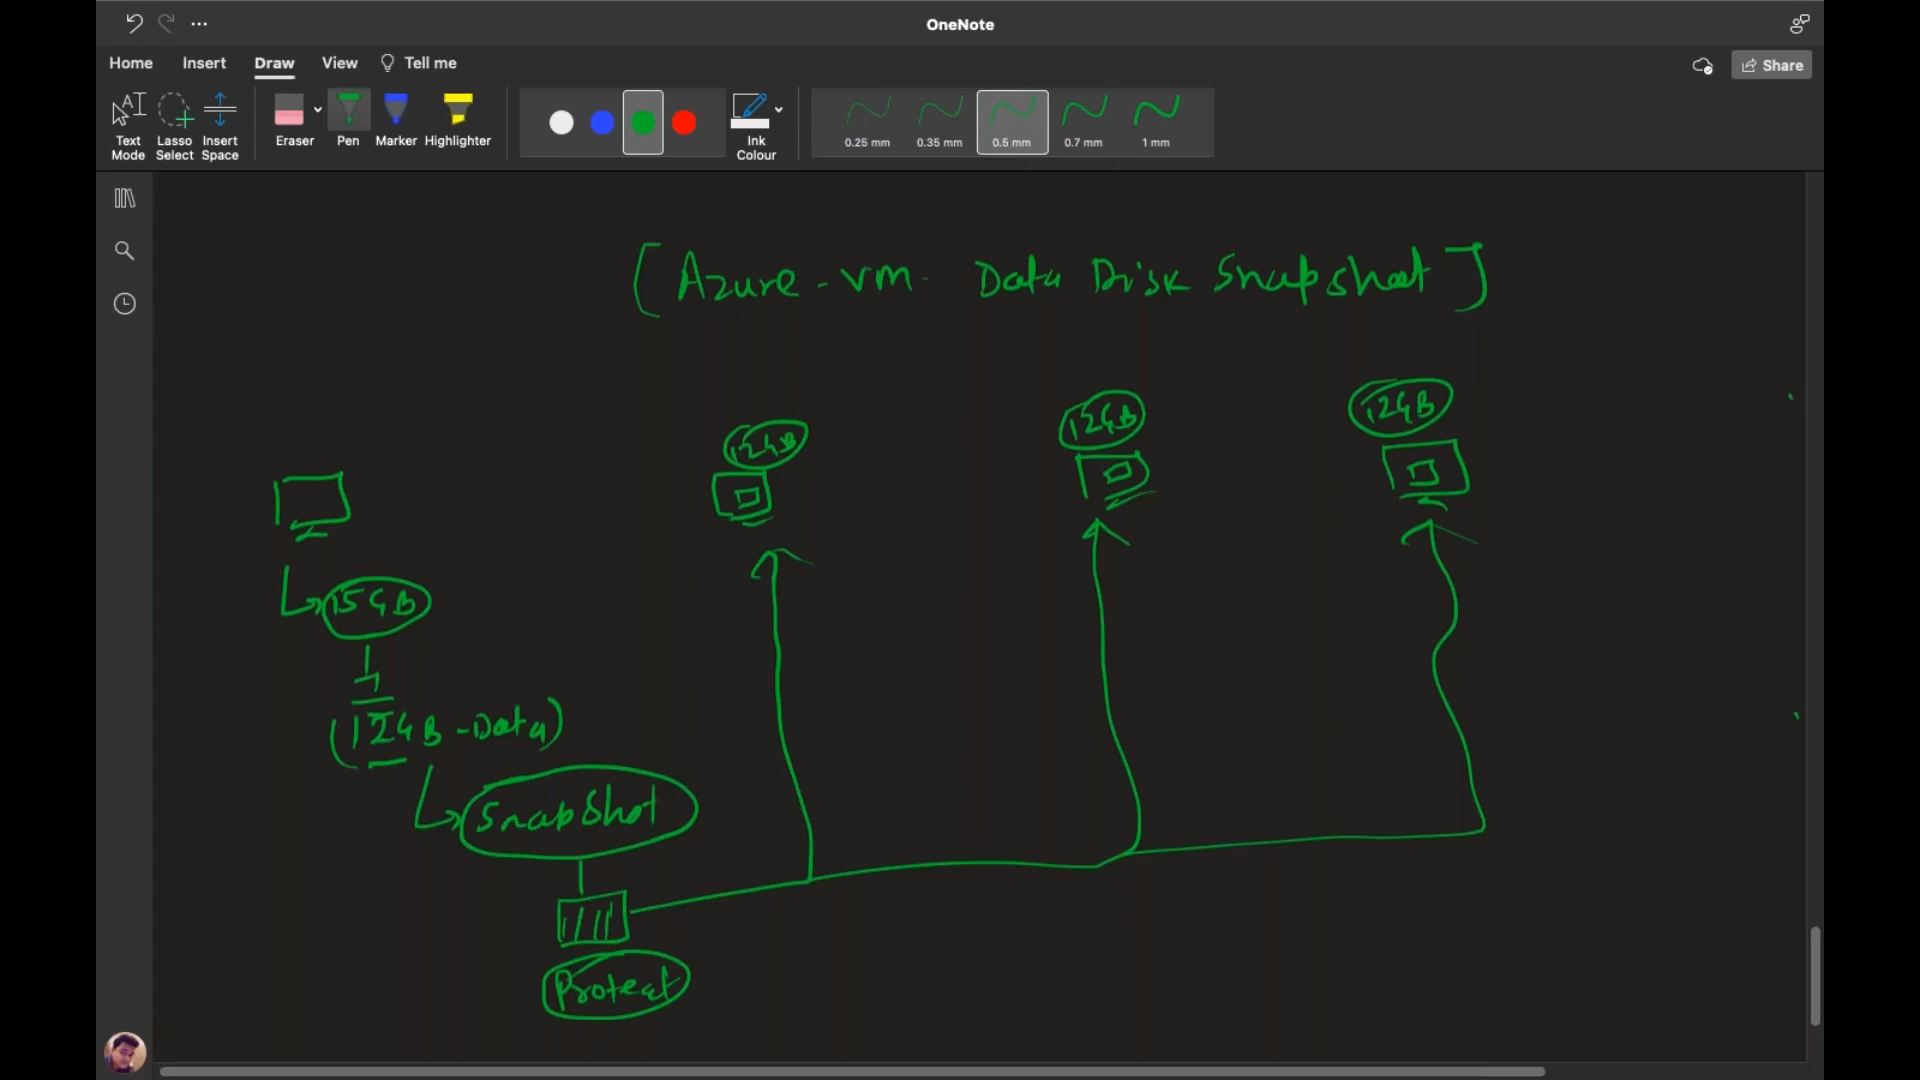 OneNote
Home Insert Draw View Tell me
Share
Text Mode
Lasso Select
Insert Space
Eraser
Pen
Marker
Highlighter
Ink Colour
0.25 mm
0.35 mm
0.5 mm
0.7 mm
1 mm
[Azure-VM- Data Disk Snapshot]
12GB
12GB
12GB
15GB
(12GB-Data)
SnapShot
Protect